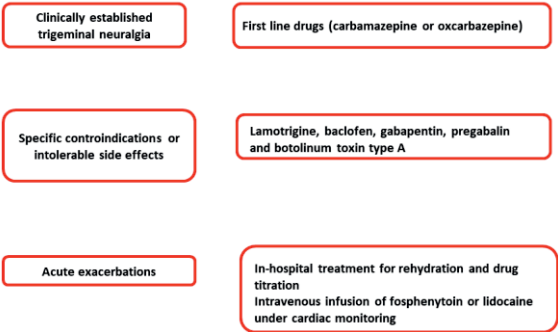 Clinically established
trigeminal neuralgia
First line drugs (carbamazepine or oxcarbazepine)
Specific controindications or
intolerable side effects
Lamotrigine, baclofen, gabapentin, pregabalin
and botolinum toxin type A
Acute exacerbations
In-hospital treatment for rehydration and drug
titration
Intravenous infusion of fosphenytoin or lidocaine
under cardiac monitoring